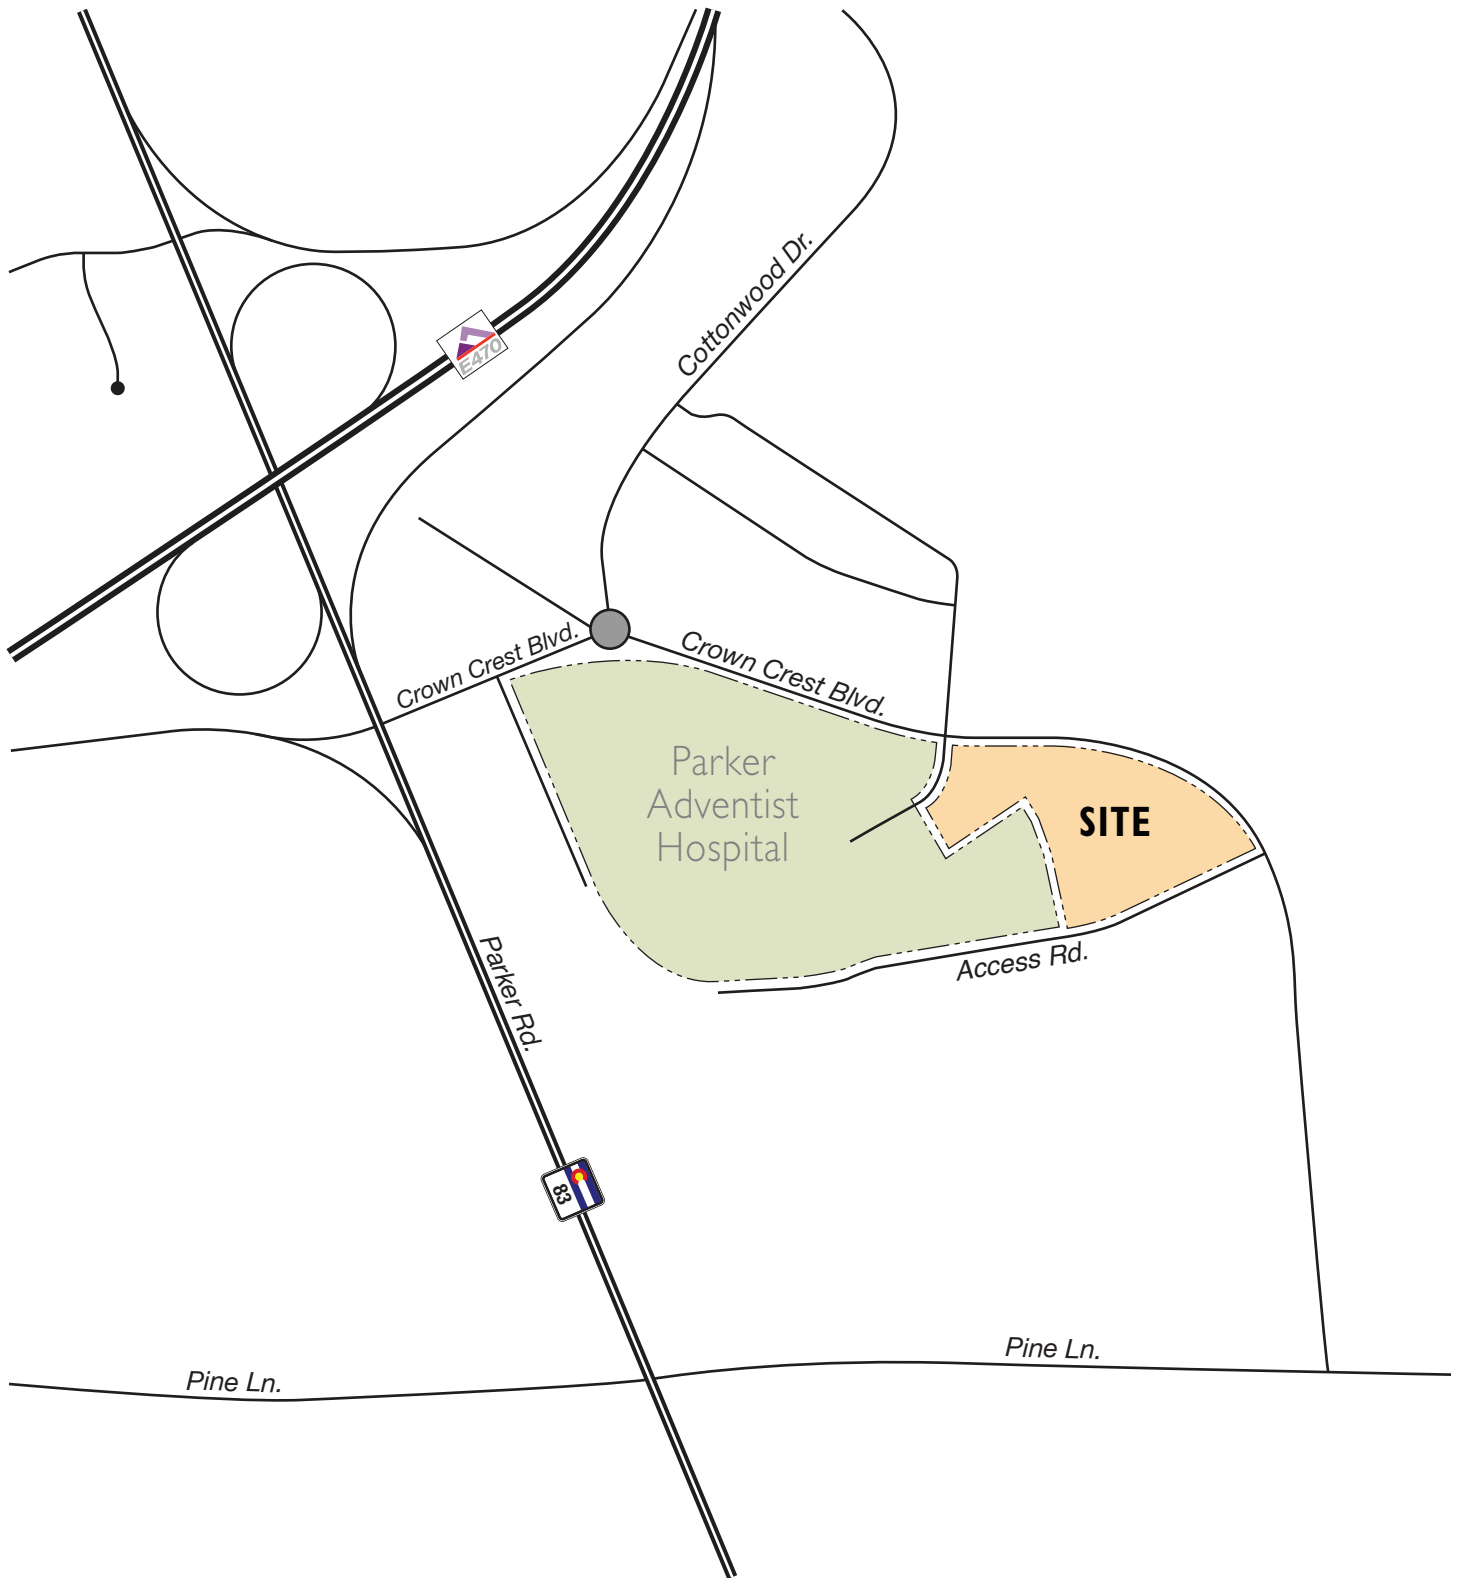 Cottonwood Dr.
E470
Crown Crest Blvd.
Crown Crest Blvd.
Parker
Adventist
Hospital
SITE
Access Rd.
Parker Rd.
83
Pine Ln.
Pine Ln.